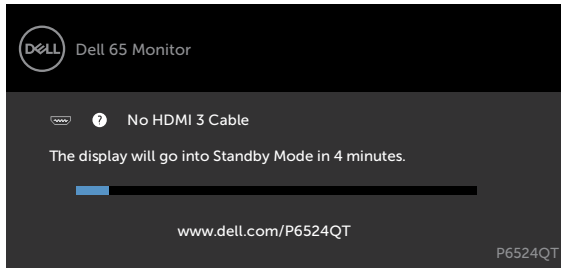 DELL
Dell 65 Monitor
? No HDMI 3 Cable
The display will go into Standby Mode in 4 minutes.
www.dell.com/P6524QT
P6524QT